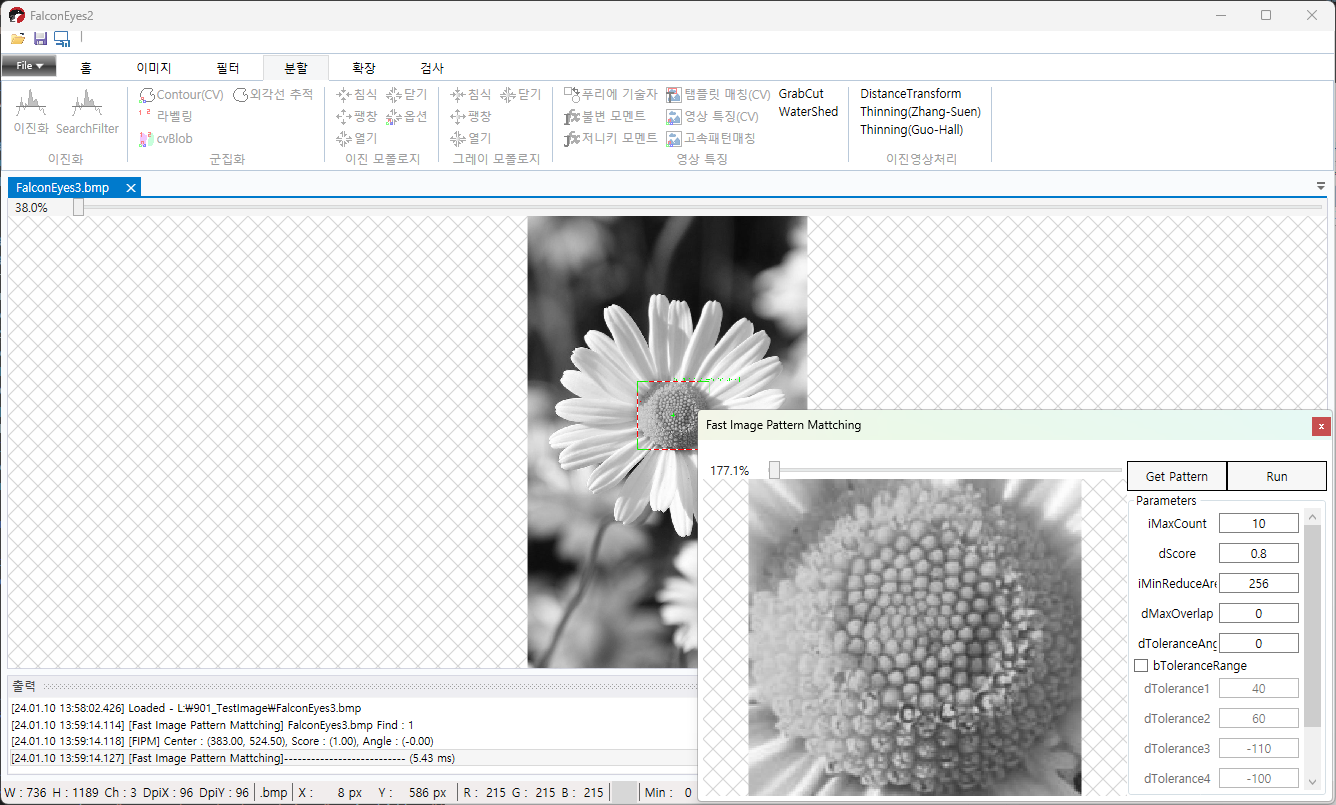 FalconEyes2
File
홈 이미지 필터 분할 확장 검사
이진화 SearchFilter
이진화
Contour(CV) 외각선 추적
라벨링
cvBlob
군집화
침식 닫기
팽창 옵션
열기
이진 모폴로지
침식 닫기
팽창
열기
그레이 모폴로지
푸리에 기술자 탬플릿 매칭(CV) GrabCut
불변 모멘트 영상 특징(CV) WaterShed
저니키 모멘트 고속패턴매칭
영상 특징
DistanceTransform
Thinning(Zhang-Suen)
Thinning(Guo-Hall)
이진영상처리
FalconEyes3.bmp
38.0%
Fast Image Pattern Mattching
177.1%
Get Pattern Run
Parameters
iMaxCount 10
dScore 0.8
iMinReduceAre 256
dMaxOverlap 0
dToleranceAng 0
bToleranceRange
dTolerance1 40
dTolerance2 60
dTolerance3 -110
dTolerance4 -100
출력
[24.01.10 13:58:02.426] Loaded - L:₩901_TestImage₩FalconEyes3.bmp
[24.01.10 13:59:14.114] [Fast Image Pattern Mattching] FalconEyes3.bmp Find : 1
[24.01.10 13:59:14.118] [FIPM] Center : (383.00, 524.50), Score : (1.00), Angle : (-0.00)
[24.01.10 13:59:14.127] [Fast Image Pattern Mattching]--------------------------- (5.43 ms)
W : 736 H : 1189 Ch : 3 DpiX : 96 DpiY : 96 .bmp X : 8 px Y : 586 px R : 215 G : 215 B : 215 Min : 0